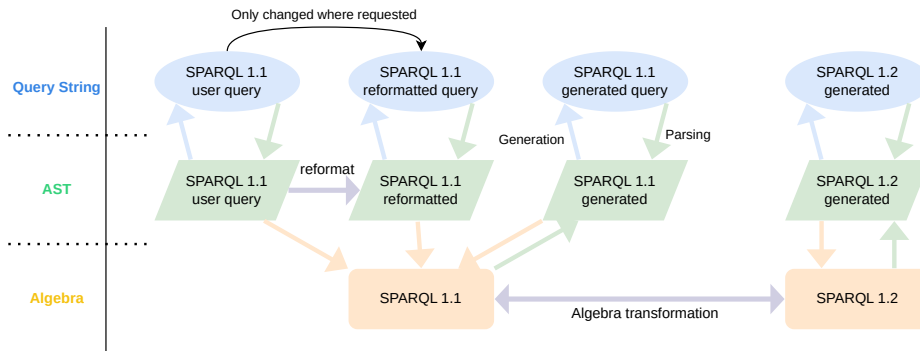 Only changed where requested
Query String
SPARQL 1.1
user query
SPARQL 1.1
reformatted query
SPARQL 1.1
generated query
SPARQL 1.2
generated
Generation
Parsing
AST
SPARQL 1.1
user query
reformat
SPARQL 1.1
reformatted
SPARQL 1.1
generated
SPARQL 1.2
generated
Algebra
SPARQL 1.1
Algebra transformation
SPARQL 1.2